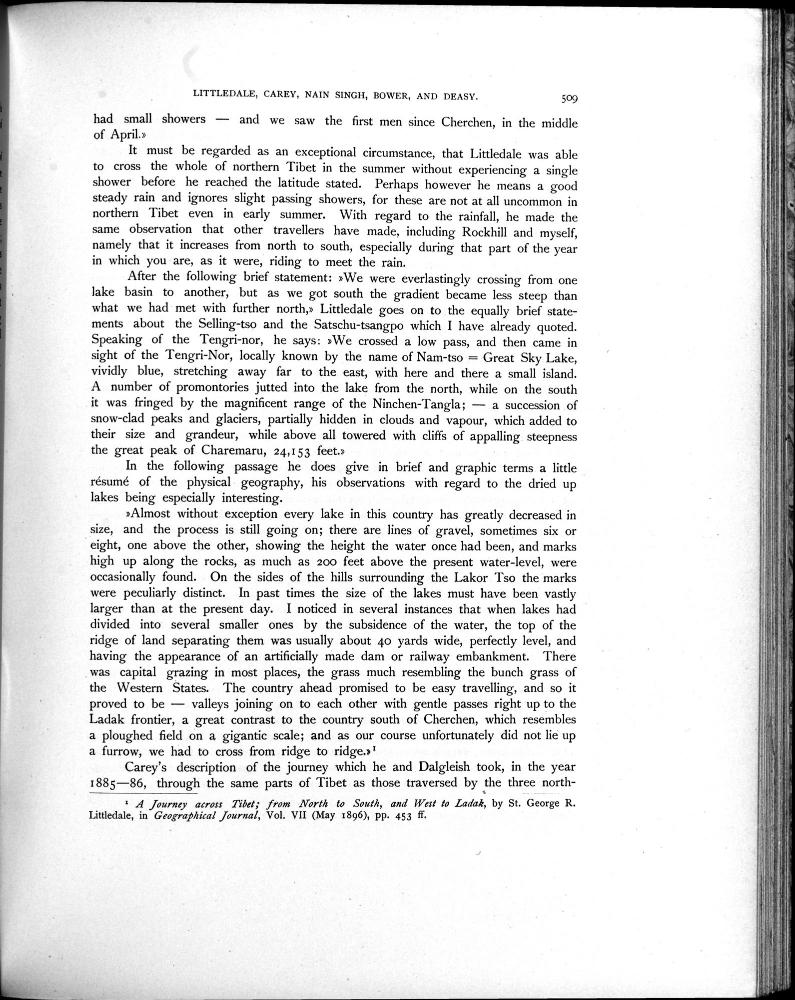 LITTLEDALE, CAREY, NAIN SINGH, BOWER, AND DEASY. 509
had small showers — and we saw the first men since Cherchen, in the middle
of April.»
It must be regarded as an exceptional circumstance, that Littledale was able
to cross the whole of northern Tibet in the summer without experiencing a single
shower before he reached the latitude stated. Perhaps however he means a good
steady rain and ignores slight passing showers, for these are not at all uncommon in
northern Tibet even in early summer. With regard to the rainfall, he made the
same observation that other travellers have made, including Rockhill and myself,
namely that it increases from north to south, especially during that part of the year
in which you are, as it were, riding to meet the rain.
After the following brief statement: »We were everlastingly crossing from one
lake basin to another, but as we got south the gradient became less steep than
what we had met with further north,» Littledale goes on to the equally brief state-
ments about the Selling-tso and the Satschu-tsangpo which I have already quoted.
Speaking of the Tengri-nor, he says: »We crossed a low pass, and then came in
sight of the Tengri-Nor, locally known by the name of Nam-tso = Great Sky Lake,
vividly blue, stretching away far to the east, with here and there a small island.
A number of promontories jutted into the lake from the north, while on the south
it was fringed by the magnificent range of the Ninchen-Tangla; — a succession of
snow-clad peaks and glaciers, partially hidden in clouds and vapour, which added to
their size and grandeur, while above all towered with cliffs of appalling steepness
the great peak of Charemaru, 24,153 feet.»
In the following passage he does give in brief and graphic terms a little
résumé of the physical geography, his observations with regard to the dried up
lakes being especially interesting.
»Almost without exception every lake in this country has greatly decreased in
size, and the process is still going on; there are lines of gravel, sometimes six or
eight, one above the other, showing the height the water once had been, and marks
high up along the rocks, as much as 200 feet above the present water-level, were
occasionally found. On the sides of the hills surrounding the Lakor Tso the marks
were peculiarly distinct. In past times the size of the lakes must have been vastly
larger than at the present day. I noticed in several instances that when lakes had
divided into several smaller ones by the subsidence of the water, the top of the
ridge of land separating them was usually about 40 yards wide, perfectly level, and
having the appearance of an artificially made dam or railway embankment. There
was capital grazing in most places, the grass much resembling the bunch grass of
the Western States. The country ahead promised to be easy travelling, and so it
proved to be — valleys joining on to each other with gentle passes right up to the
Ladak frontier, a great contrast to the country south of Cherchen, which resembles
a ploughed field on a gigantic scale; and as our course unfortunately did not lie up
a furrow, we had to cross from ridge to ridge.»¹
Carey's description of the journey which he and Dalgleish took, in the year
1885—86, through the same parts of Tibet as those traversed by the three north-
¹ A Journey across Tibet; from North to South, and West to Ladak, by St. George R.
Littledale, in Geographical Journal, Vol. VII (May 1896), pp. 453 ff.